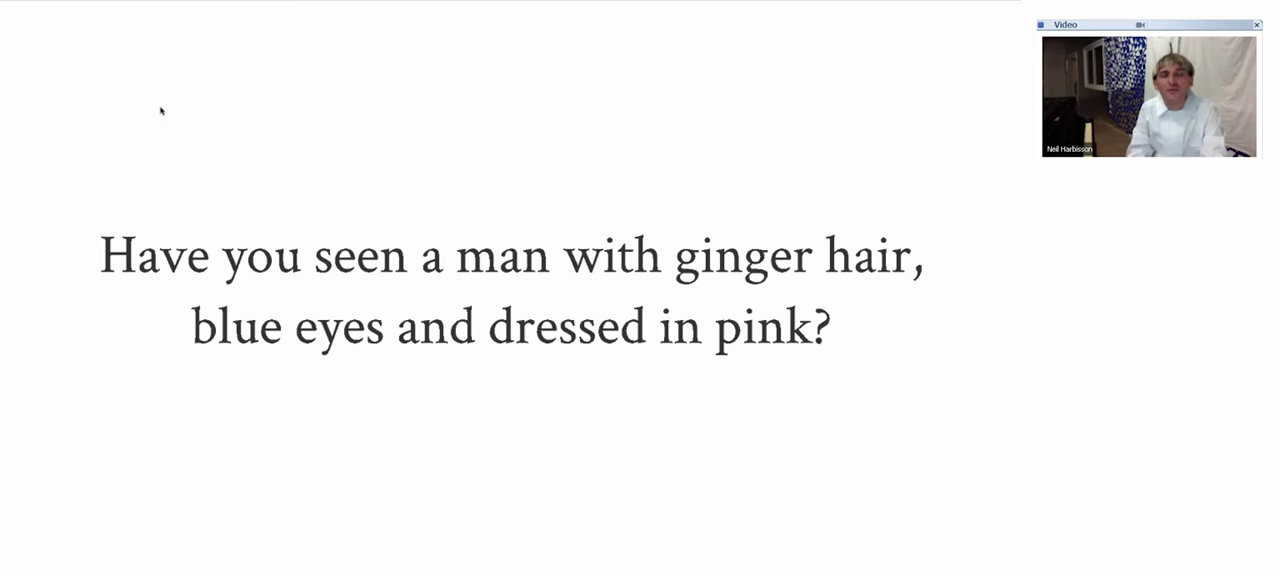 Video
Neil Harbisson
Have you seen a man with ginger hair,
blue eyes and dressed in pink?